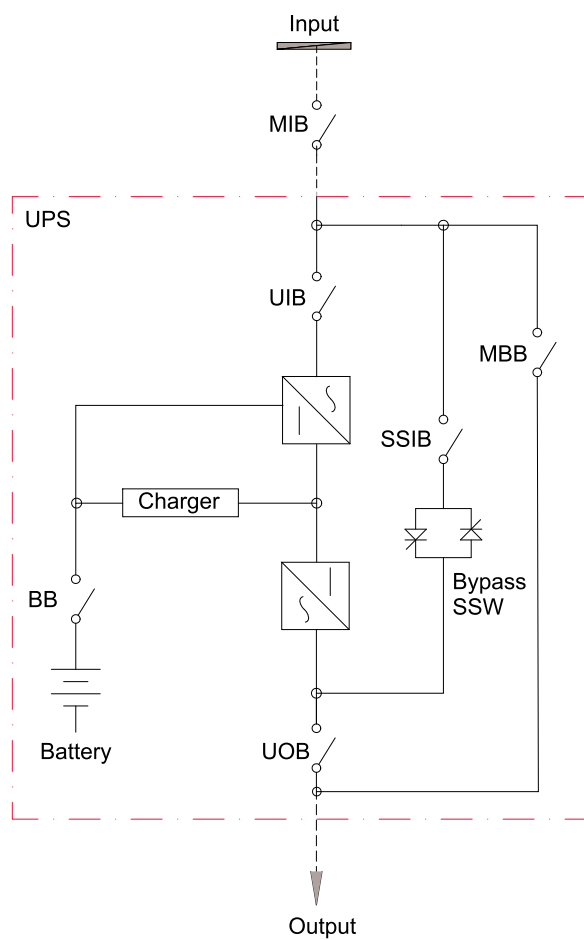 Input
MIB
UPS
UIB
MBB
SSIB
Charger
Bypass
SSW
BB
Battery
UOB
Output